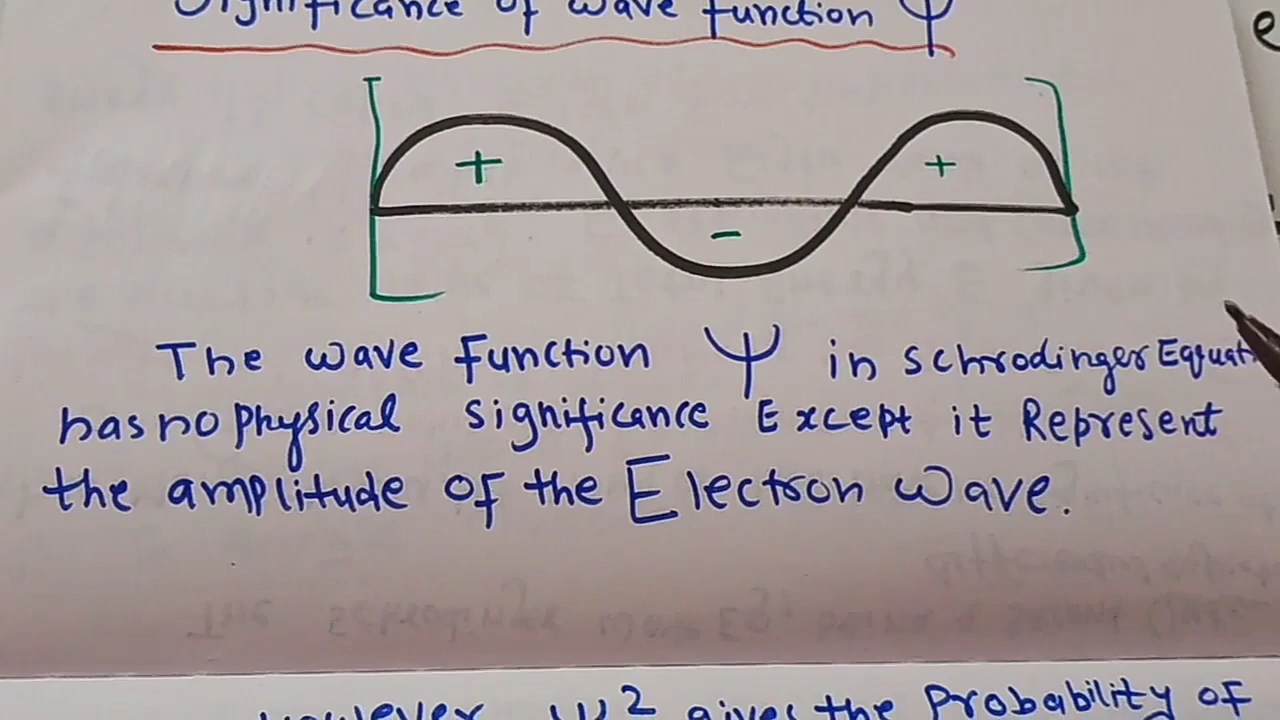 Significance of wave function ψ
+ +
-
The wave function ψ in schrodinger
has no physical significance Except it Represent
the amplitude of the Electron wave.
However ψ² gives the Probability of